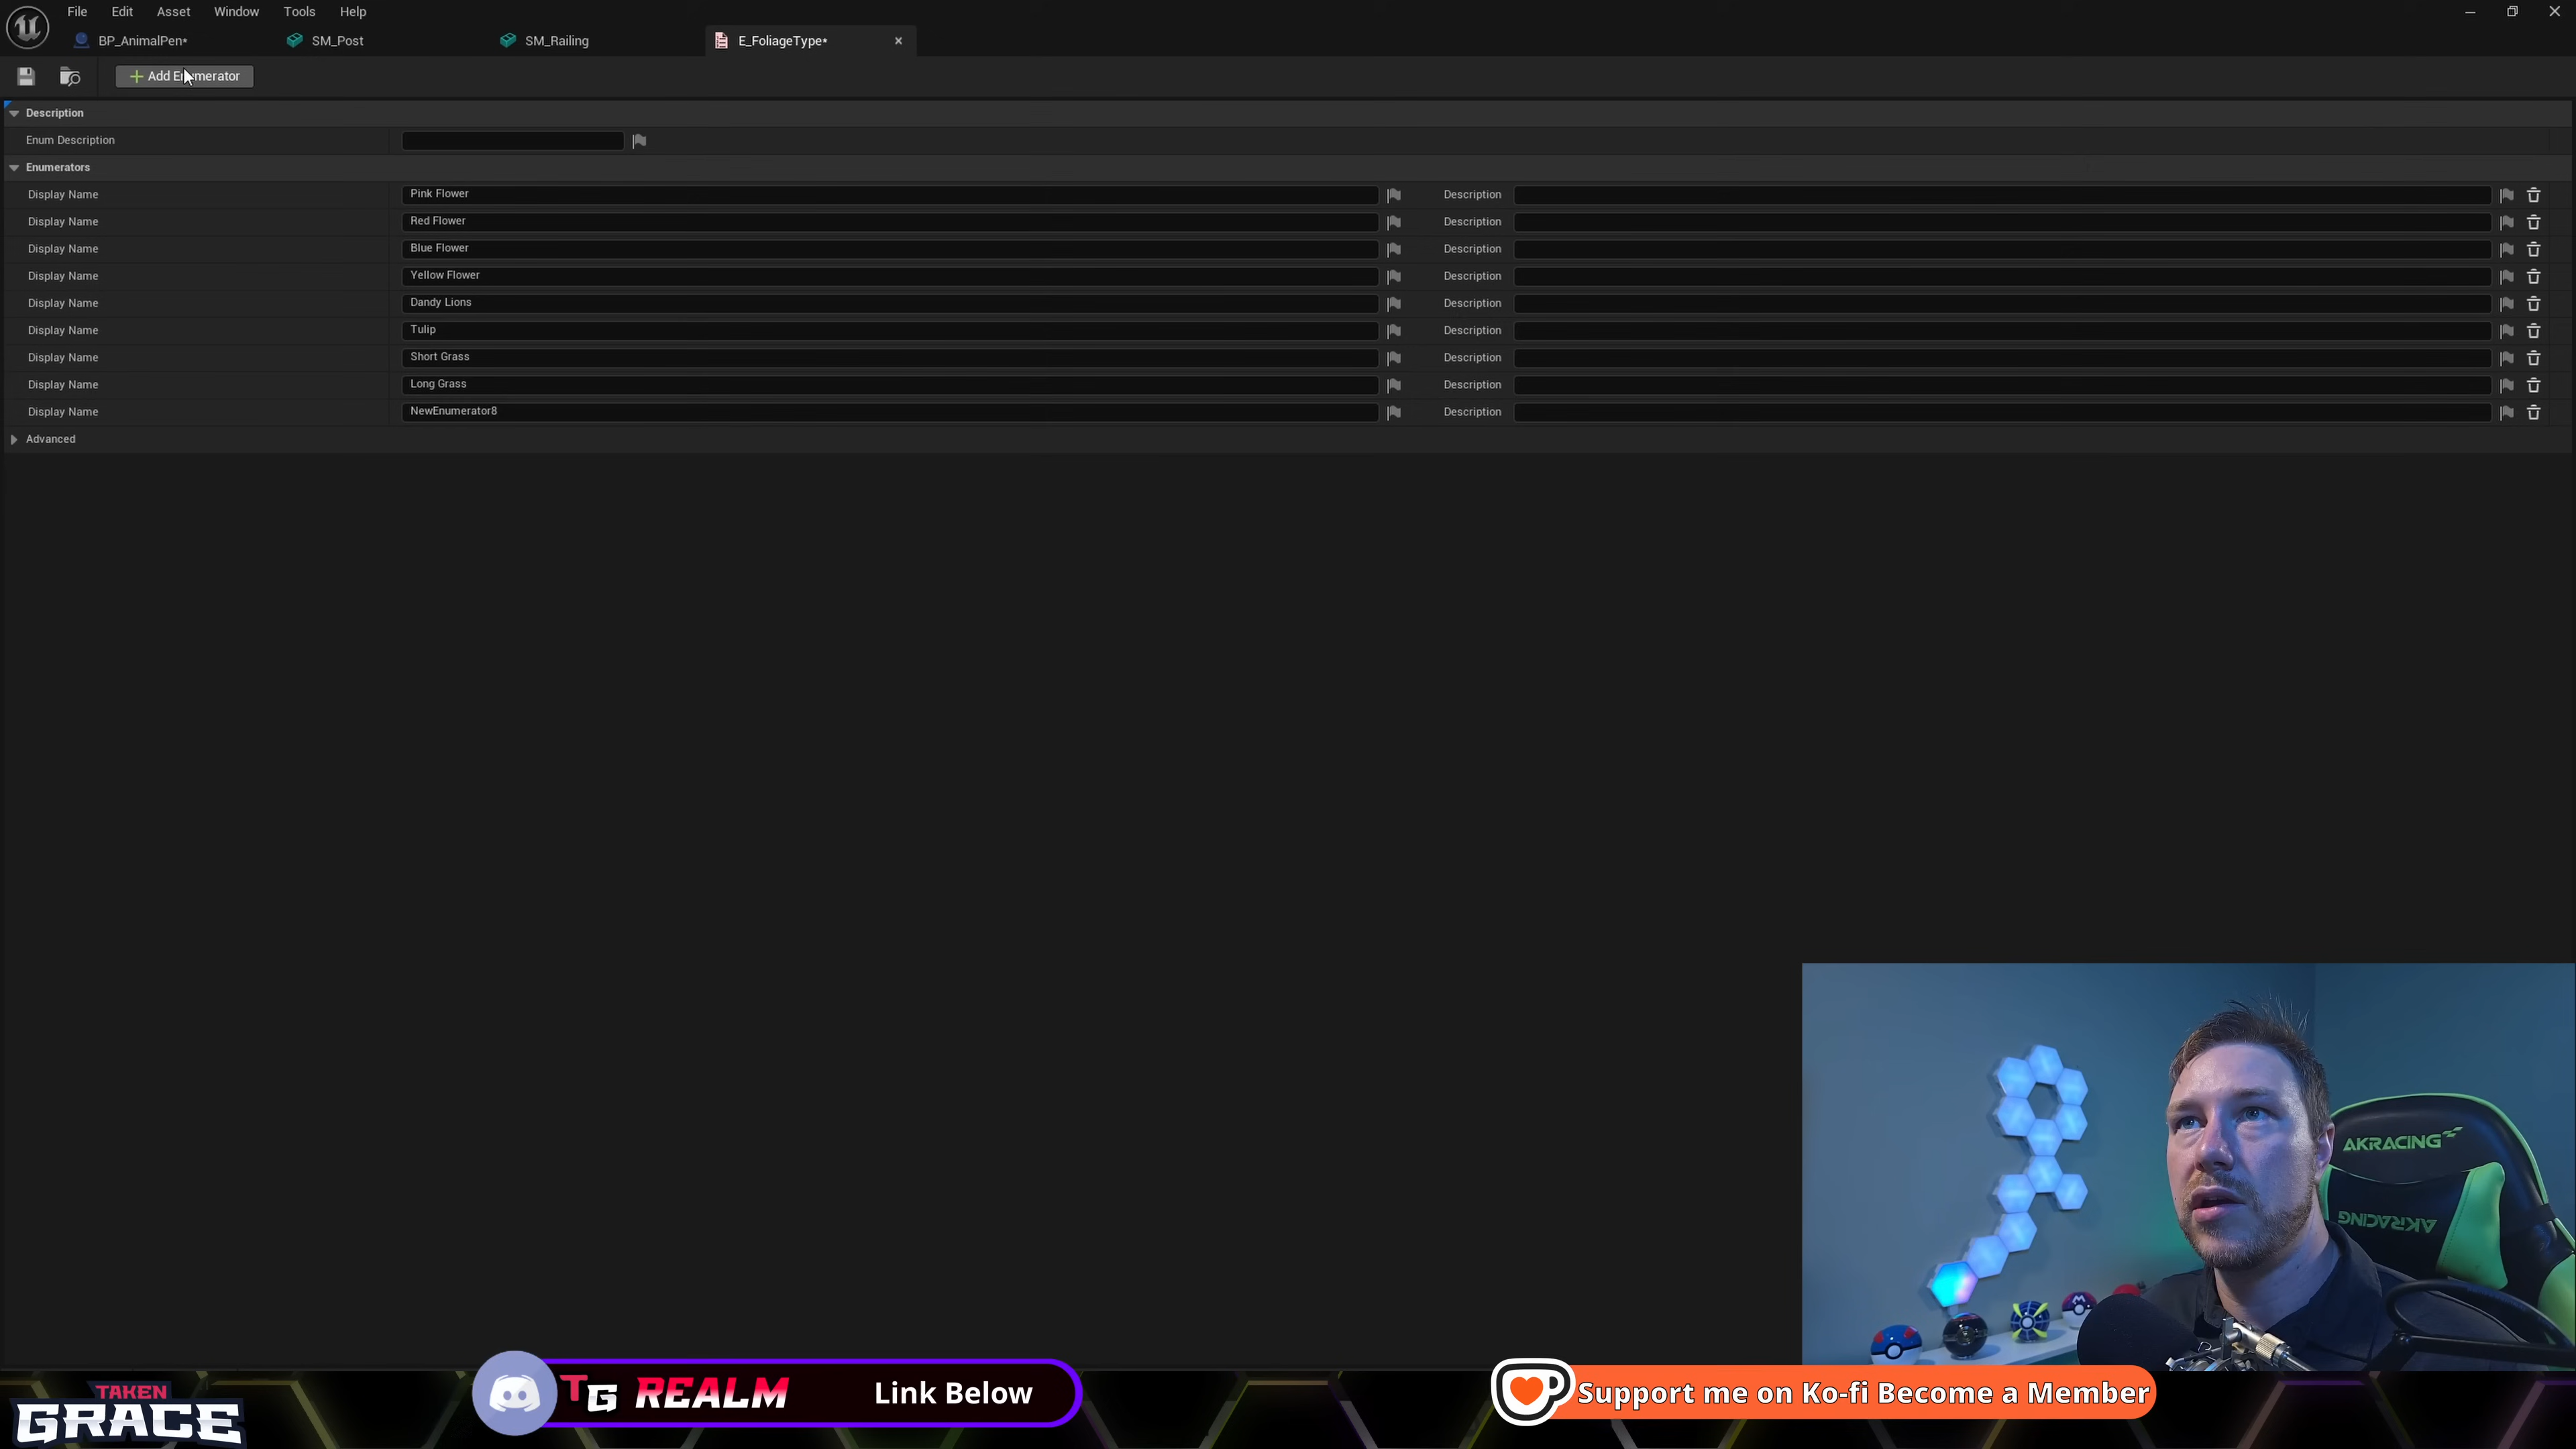 File Edit Asset Window Tools Help
BP_AnimalPen* SM_Post SM_Railing E_FoliageType*
Add Enumerator
Description
Enum Description
Enumerators
Display Name Pink Flower Description
Display Name Red Flower Description
Display Name Blue Flower Description
Display Name Yellow Flower Description
Display Name Dandy Lions Description
Display Name Tulip Description
Display Name Short Grass Description
Display Name Long Grass Description
Display Name NewEnumerator8 Description
Advanced
AKRACING
AKRACING
TAKEN
GRACE
TG REALM Link Below
Support me on Ko-fi Become a Member